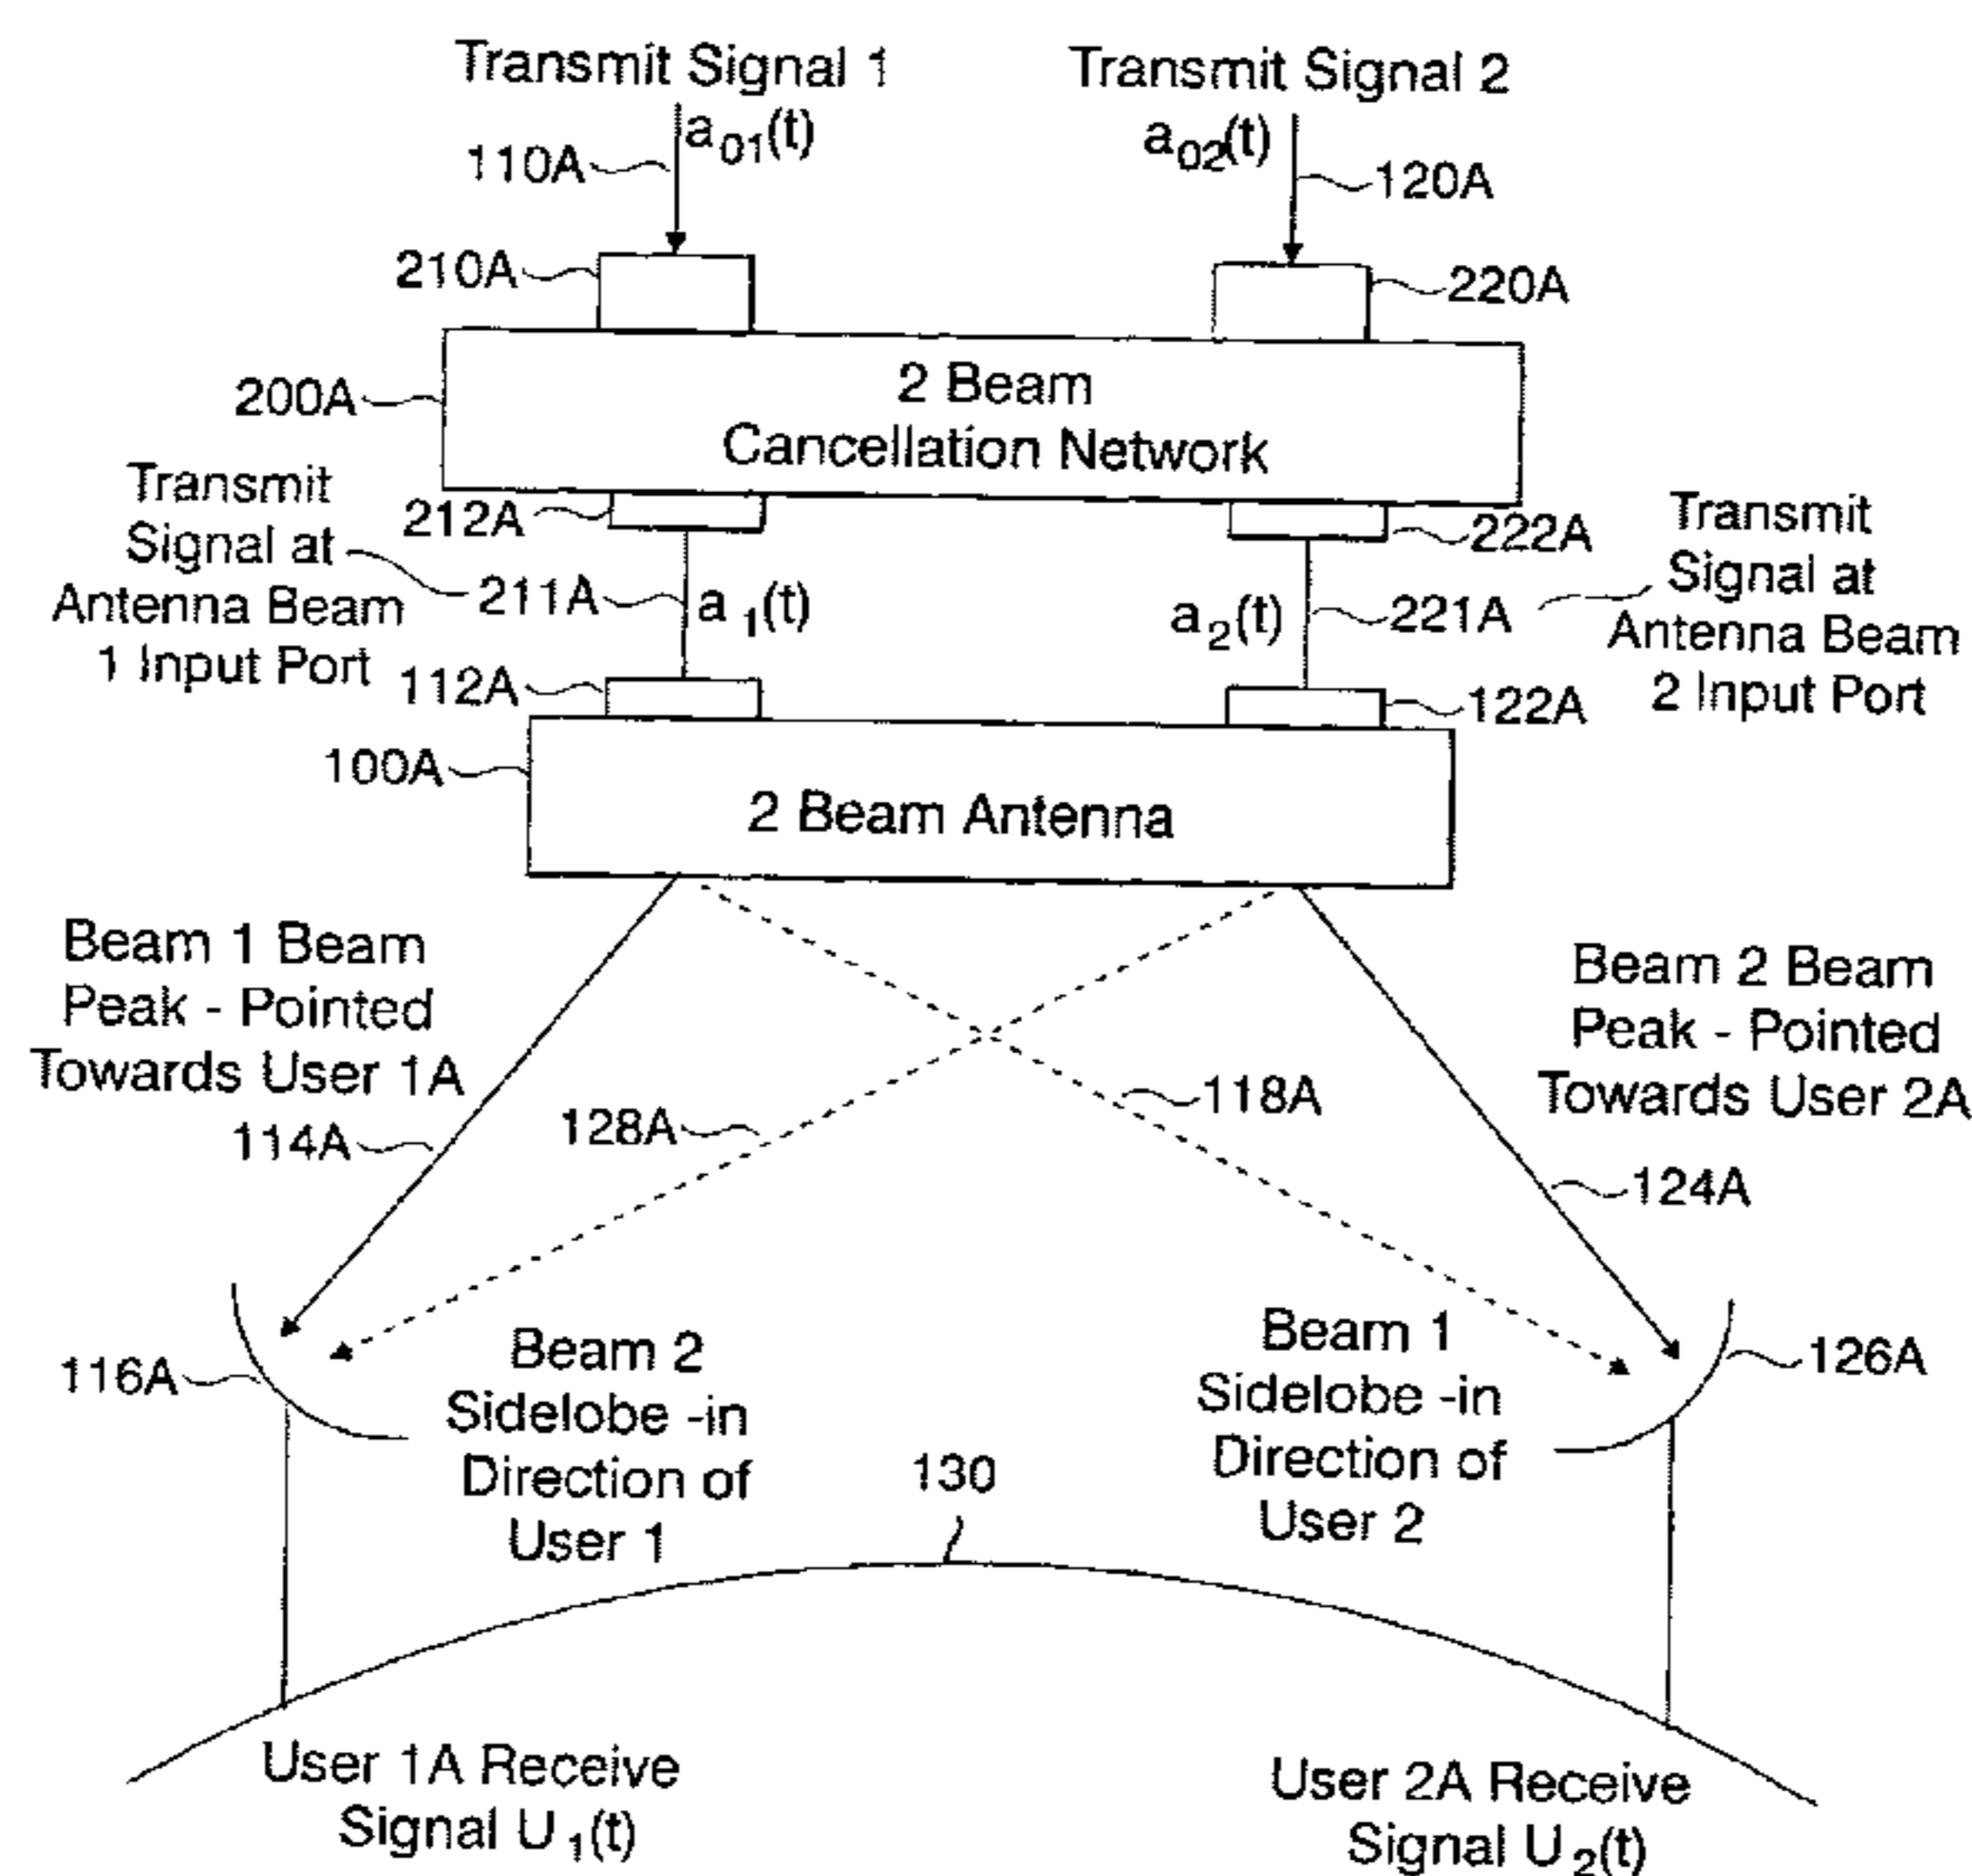 Transmit Signal 1
Transmit Signal 2
a01(t)
a02(t)
110A
120A
210A
220A
200A
2 Beam
Cancellation Network
Transmit
Signal at
Antenna Beam
1 Input Port
212A
222A
Transmit
Signal at
Antenna Beam
2 Input Port
211A
a 1(t)
a 2(t)
221A
112A
122A
100A
2 Beam Antenna
Beam 1 Beam
Peak - Pointed
Towards User 1A
Beam 2 Beam
Peak - Pointed
Towards User 2A
114A
128A
118A
124A
116A
126A
Beam 2
Sidelobe -in
Direction of
User 1
Beam 1
Sidelobe -in
Direction of
User 2
130
User 1A Receive
Signal U 1(t)
User 2A Receive
Signal U 2(t)